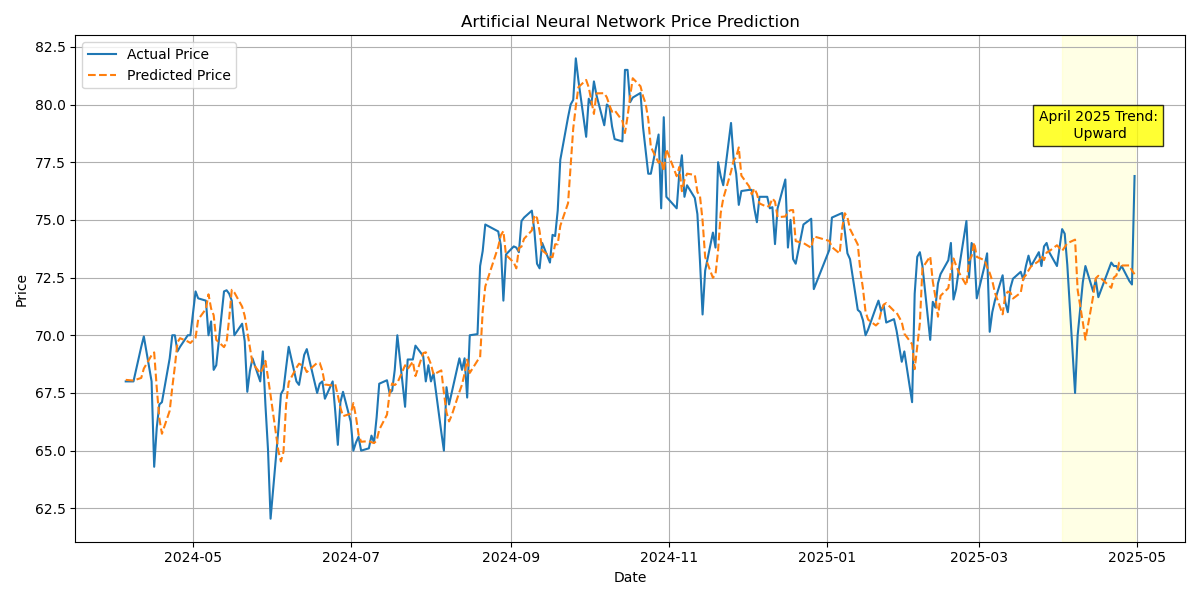 Artificial Neural Network Price Prediction
Actual Price
Predicted Price
April 2025 Trend:
Upward
82.5
80.0
77.5
75.0
72.5
70.0
67.5
65.0
62.5
Price
2024-05
2024-07
2024-09
2024-11
2025-01
2025-03
2025-05
Date